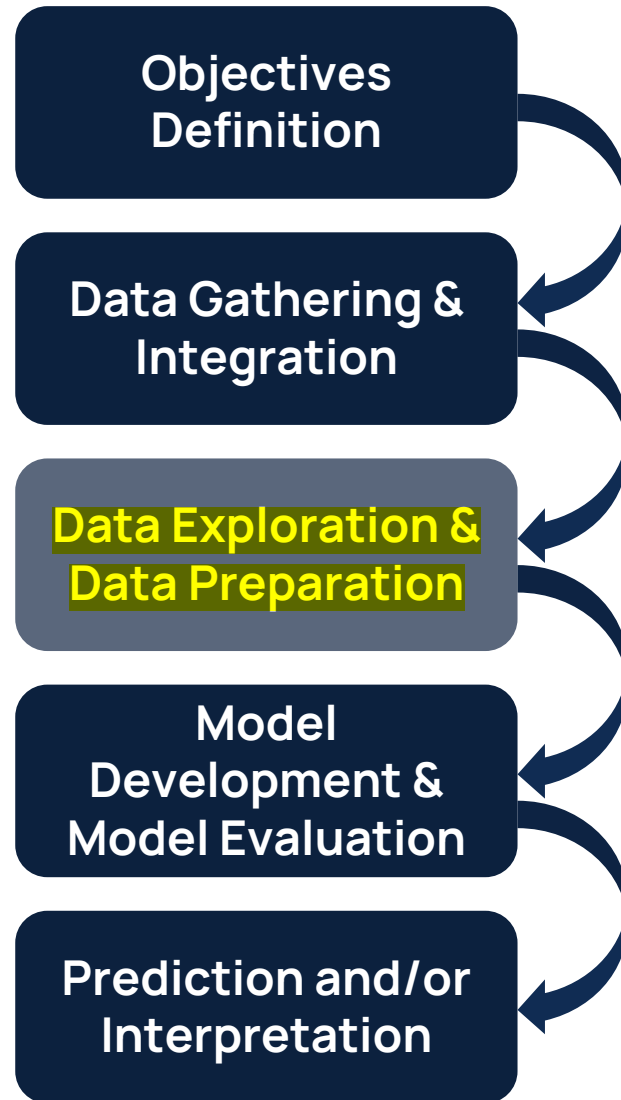 Objectives
Definition
Data Gathering &
Integration
Data Exploration &
Data Preparation
Model
Development &
Model Evaluation
Prediction and/or
Interpretation